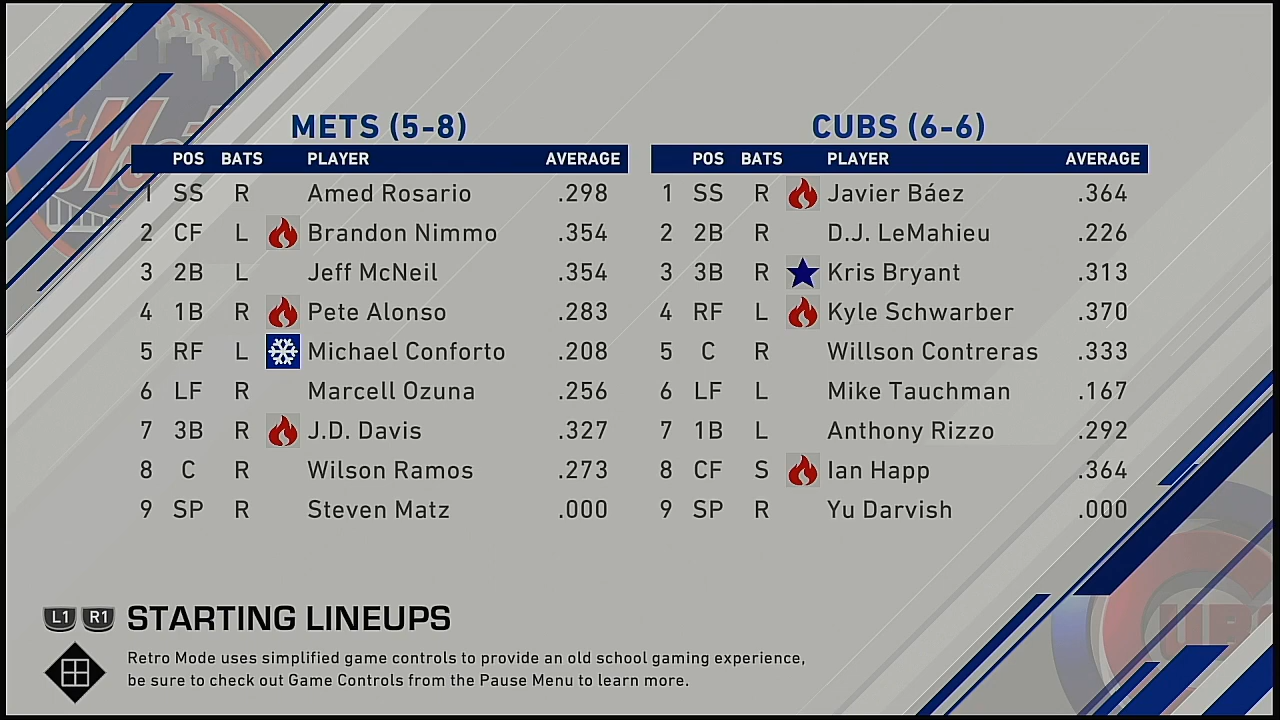 METS (5-8)
POS BATS PLAYER AVERAGE
1 SS R Amed Rosario .298
2 CF L Brandon Nimmo .354
3 2B L Jeff McNeil .354
4 1B R Pete Alonso .283
5 RF L Michael Conforto .208
6 LF R Marcell Ozuna .256
7 3B R J.D. Davis .327
8 C R Wilson Ramos .273
9 SP R Steven Matz .000
CUBS (6-6)
POS BATS PLAYER AVERAGE
1 SS R Javier Báez .364
2 2B R D.J. LeMahieu .226
3 3B R Kris Bryant .313
4 RF L Kyle Schwarber .370
5 C R Willson Contreras .333
6 LF L Mike Tauchman .167
7 1B L Anthony Rizzo .292
8 CF S Ian Happ .364
9 SP R Yu Darvish .000
L1 R1 STARTING LINEUPS
Retro Mode uses simplified game controls to provide an old school gaming experience,
be sure to check out Game Controls from the Pause Menu to learn more.